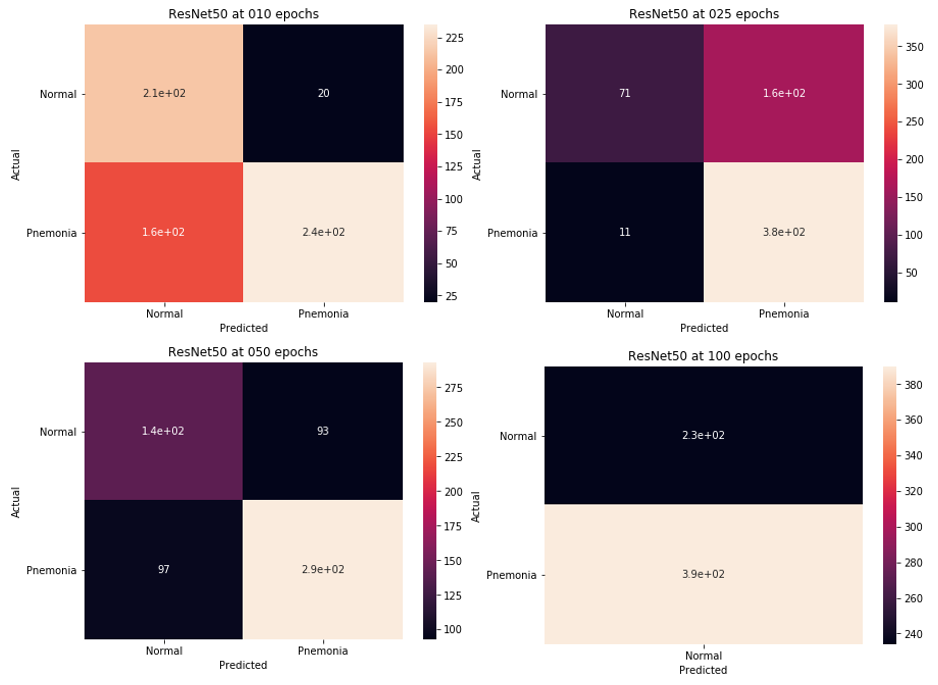 ResNet50 at 010 epochs
Actual
Normal
Pnemonia
2.1e+02
20
1.6e+02
2.4e+02
Normal
Pnemonia
Predicted
225
200
175
150
125
100
75
50
25
ResNet50 at 025 epochs
Actual
Normal
Pnemonia
71
1.6e+02
11
3.8e+02
Normal
Pnemonia
Predicted
350
300
250
200
150
100
50
ResNet50 at 050 epochs
Actual
Normal
Pnemonia
1.4e+02
93
97
2.9e+02
Normal
Pnemonia
Predicted
275
250
225
200
175
150
125
100
ResNet50 at 100 epochs
Actual
Normal
Pnemonia
2.3e+02
3.9e+02
Normal
Predicted
380
360
340
320
300
280
260
240